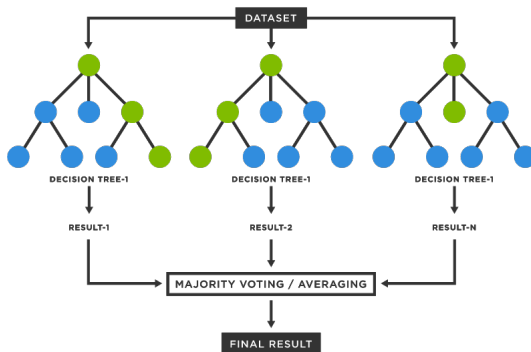 DATASET
DECISION TREE-1
DECISION TREE-1
DECISION TREE-1
RESULT-1
RESULT-2
RESULT-N
MAJORITY VOTING / AVERAGING
FINAL RESULT